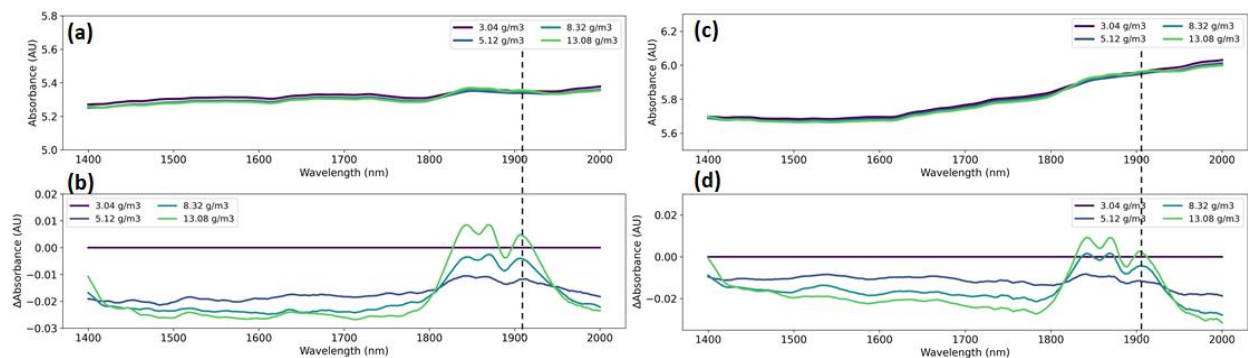 (a)
5.8
5.6
5.4
5.2
5.0
Absorbance (AU)
3.04 g/m3 8.32 g/m3
5.12 g/m3 13.08 g/m3
1400 1500 1600 1700 1800 1900 2000
Wavelength (nm)
(b)
0.02
0.01
0.00
−0.01
−0.02
−0.03
ΔAbsorbance (AU)
3.04 g/m3 8.32 g/m3
5.12 g/m3 13.08 g/m3
1400 1500 1600 1700 1800 1900 2000
Wavelength (nm)
(c)
6.2
6.0
5.8
5.6
Absorbance (AU)
3.04 g/m3 8.32 g/m3
5.12 g/m3 13.08 g/m3
1400 1500 1600 1700 1800 1900 2000
Wavelength (nm)
(d)
0.02
0.00
−0.02
ΔAbsorbance (AU)
3.04 g/m3 8.32 g/m3
5.12 g/m3 13.08 g/m3
1400 1500 1600 1700 1800 1900 2000
Wavelength (nm)